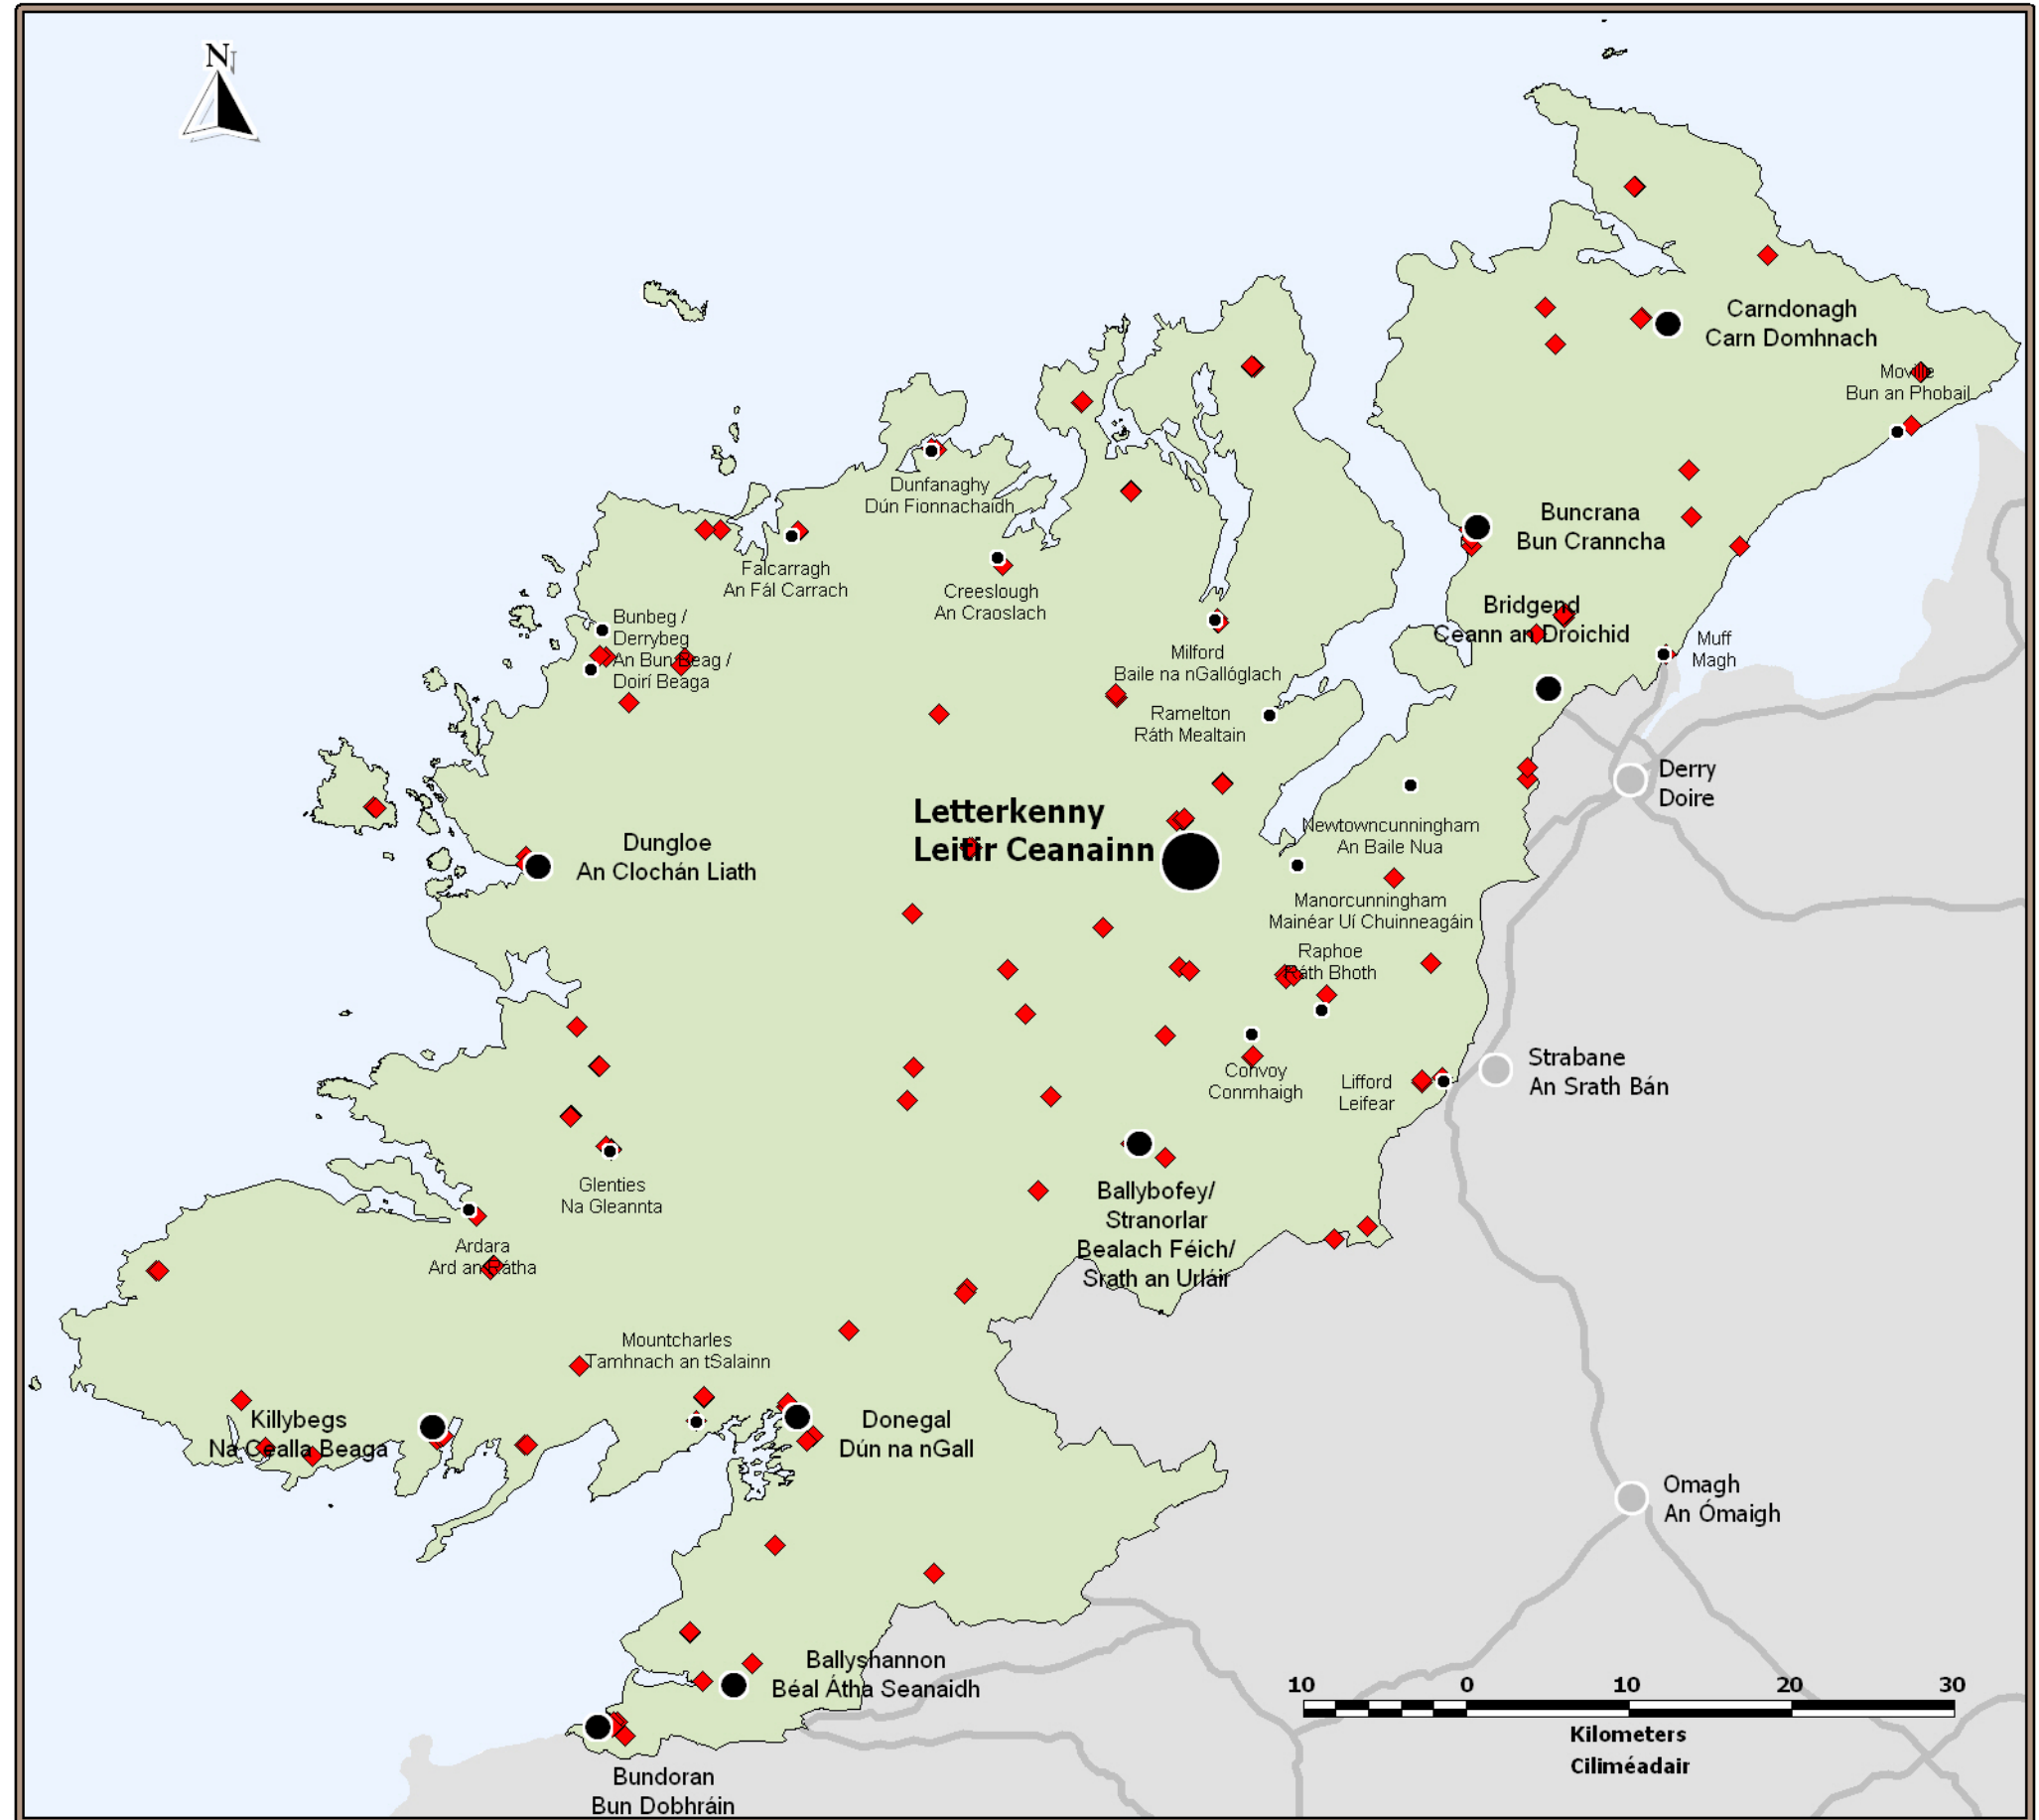 N
Carndonagh
Carn Domhnach
Moville
Bun an Phobail
Dunfanaghy
Dún Fionnachaidh
Buncrana
Bun Cranncha
Falcarragh
An Fál Carrach
Creeslough
An Craoslach
Bridgend
Ceann an Droichid
Bunbeg /
Derrybeg
An Bun Beag /
Doirí Beaga
Muff
Magh
Milford
Baile na nGallóglach
Ramelton
Ráth Mealtain
Derry
Doire
Letterkenny
Leitir Ceanainn
Newtowncunningham
An Baile Nua
Dungloe
An Clochán Liath
Manorcunningham
Mainéar Uí Chuinneagáin
Raphoe
Ráth Bhoth
Strabane
An Srath Bán
Convoy
Conmhaigh
Lifford
Leifear
Glenties
Na Gleannta
Ballybofey/
Stranorlar
Bealach Féich/
Srath an Urláir
Ardara
Ard an Rátha
Mountcharles
Tamhnach an tSalainn
Killybegs
Na Cealla Beaga
Donegal
Dún na nGall
Omagh
An Ómaigh
Ballyshannon
Béal Átha Seanaidh
10 0 10 20 30
Kilometers
Ciliméadair
Bundoran
Bun Dobhráin